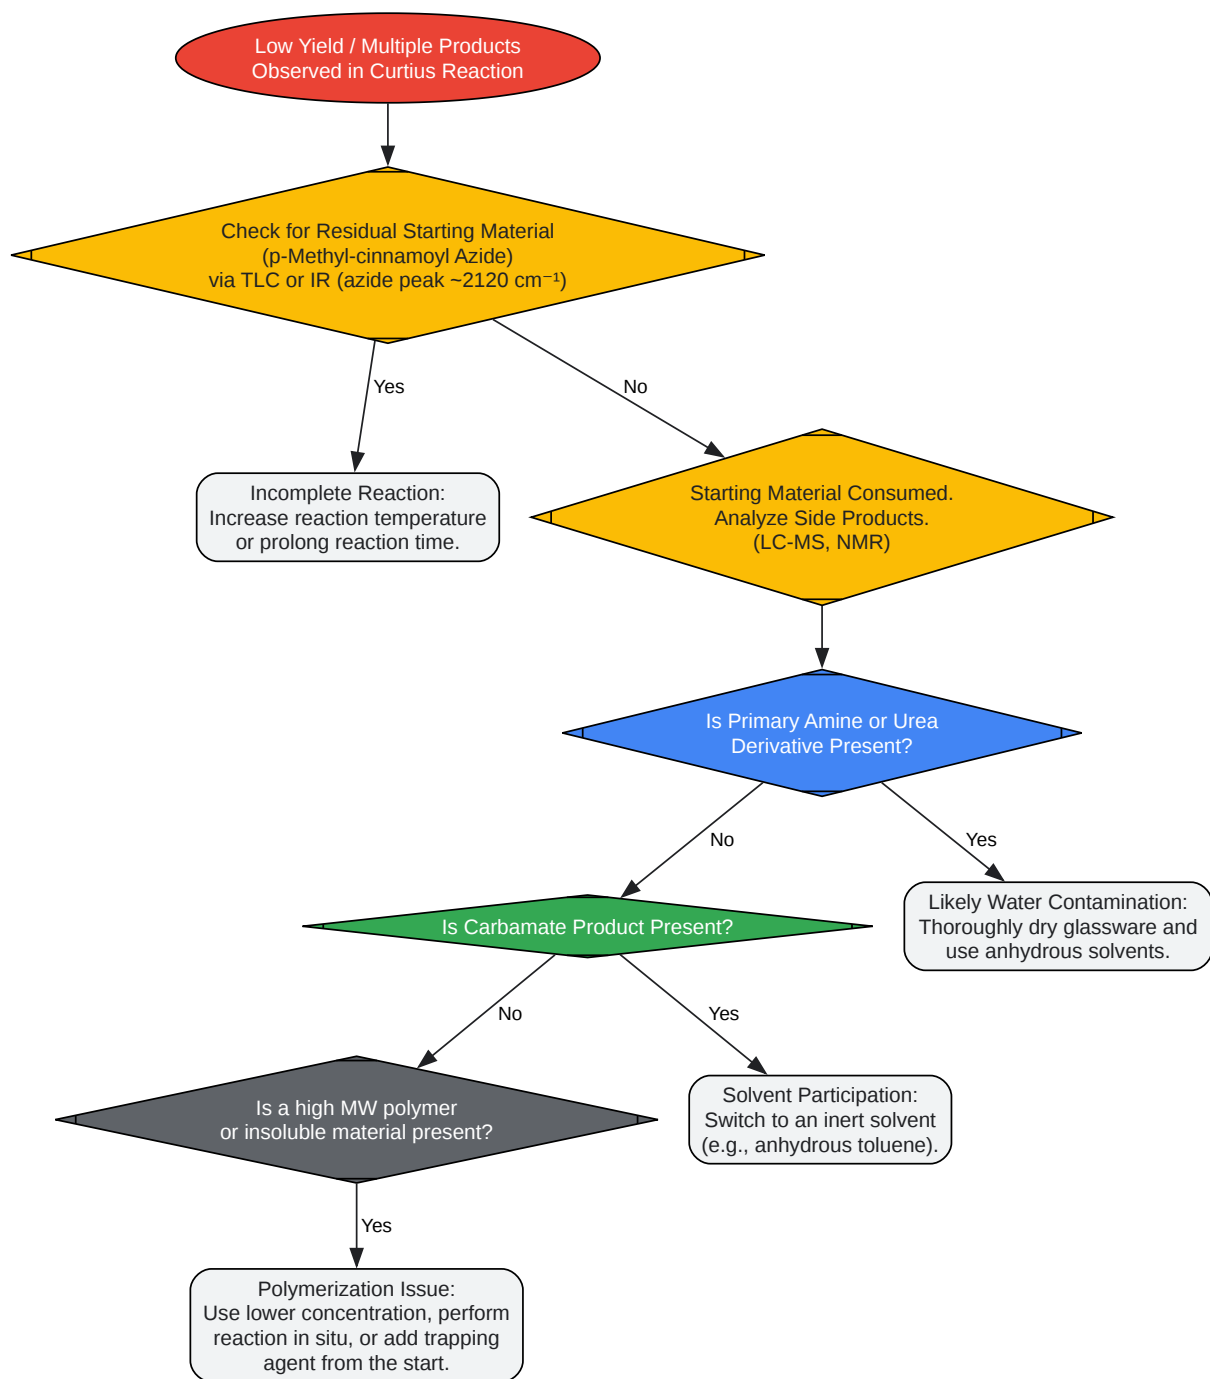 Low Yield / Multiple Products
Observed in Curtius Reaction
Check for Residual Starting Material
(p-Methyl-cinnamoyl Azide)
via TLC or IR (azide peak ~2120 cm⁻¹)
Yes
No
Incomplete Reaction:
Increase reaction temperature
or prolong reaction time.
Starting Material Consumed.
Analyze Side Products.
(LC-MS, NMR)
Is Primary Amine or Urea
Derivative Present?
No
Yes
Likely Water Contamination:
Thoroughly dry glassware and
use anhydrous solvents.
Is Carbamate Product Present?
No
Yes
Solvent Participation:
Switch to an inert solvent
(e.g., anhydrous toluene).
Is a high MW polymer
or insoluble material present?
Yes
Polymerization Issue:
Use lower concentration, perform
reaction in situ, or add trapping
agent from the start.